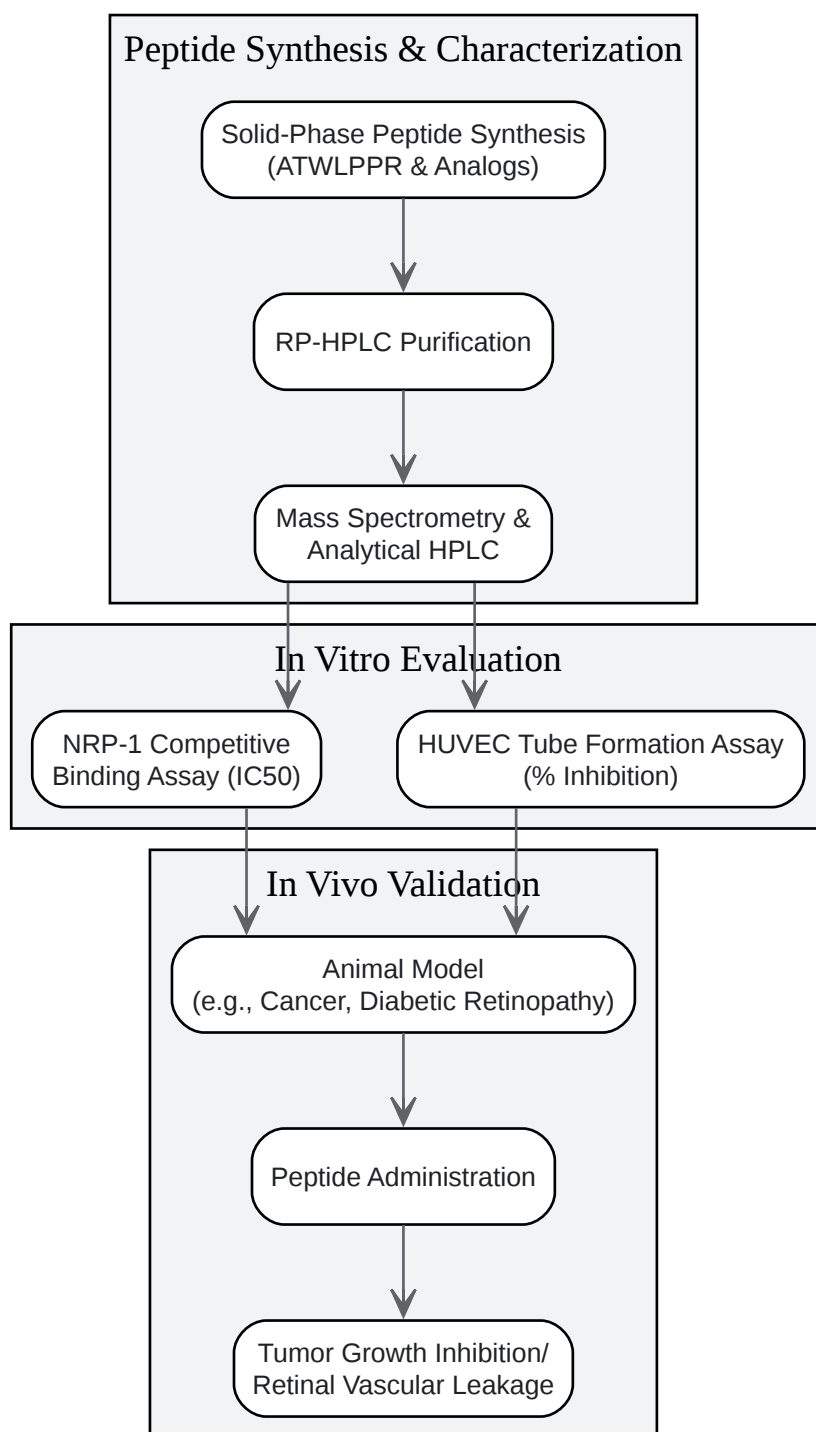 Peptide Synthesis & Characterization
Solid-Phase Peptide Synthesis
(ATWLPPR & Analogs)
RP-HPLC Purification
Mass Spectrometry &
Analytical HPLC
In Vitro Evaluation
NRP-1 Competitive
Binding Assay (IC50)
HUVEC Tube Formation Assay
(% Inhibition)
In Vivo Validation
Animal Model
(e.g., Cancer, Diabetic Retinopathy)
Peptide Administration
Tumor Growth Inhibition/
Retinal Vascular Leakage